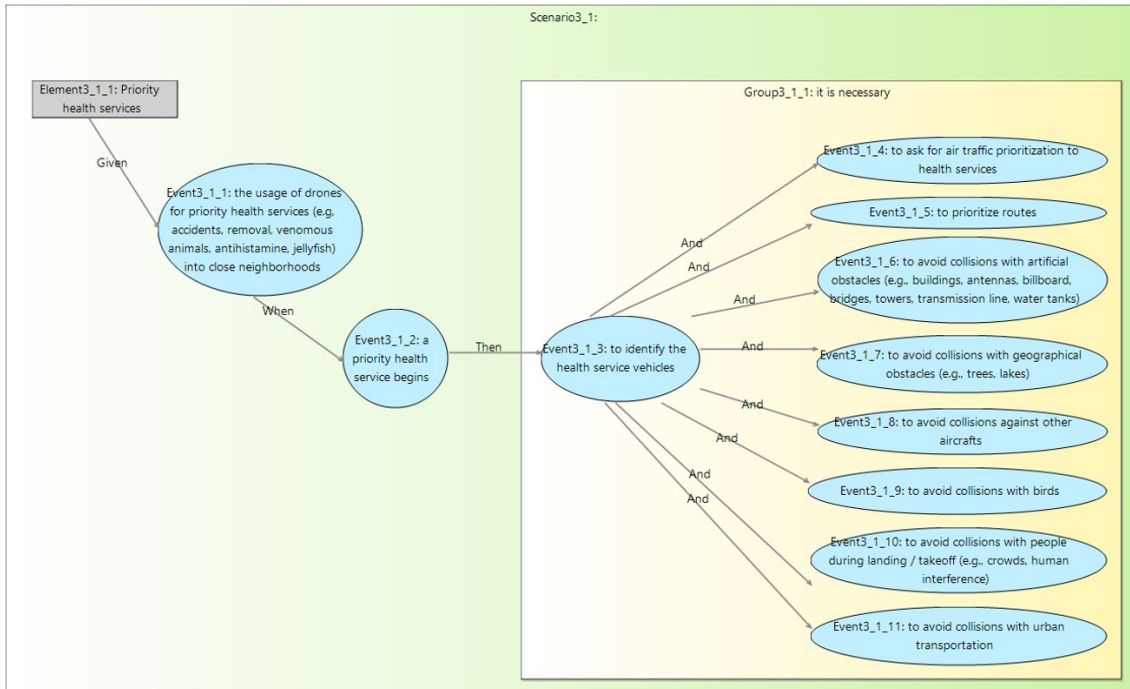 Scenario3_1:
Element3_1_1: Priority
health services
Group3_1_1: it is necessary
Given
Event3_1_1: the usage of drones
for priority health services (e.g,
accidents, removal, venomous
animals, antihistamine, jellyfish)
into close neighborhoods
When
Event3_1_2: a
priority health
service begins
Then
Event3_1_3: to identify the
health service vehicles
And
Event3_1_4: to ask for air traffic prioritization to
health services
And
Event3_1_5: to prioritize routes
And
Event3_1_6: to avoid collisions with artificial
obstacles (e.g., buildings, antennas, billboard,
bridges, towers, transmission line, water tanks)
And
Event3_1_7: to avoid collisions with geographical
obstacles (e.g., trees, lakes)
And
Event3_1_8: to avoid collisions against other
aircrafts
And
Event3_1_9: to avoid collisions with birds
And
Event3_1_10: to avoid collisions with people
during landing / takeoff (e.g., crowds, human
interference)
And
Event3_1_11: to avoid collisions with urban
transportation